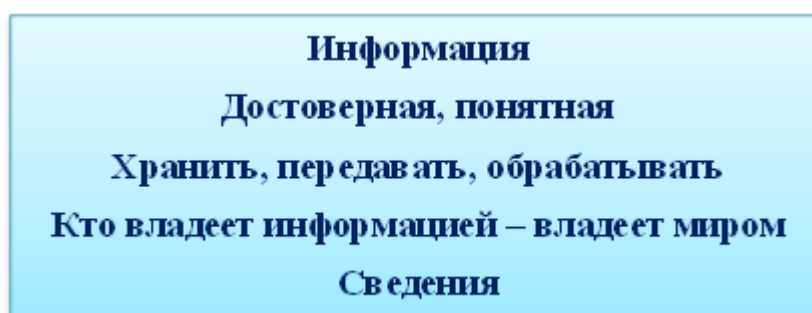 Информация
Достоверная, понятная
Хранить, передавать, обрабатывать
Кто владеет информацией – владеет миром
Сведения